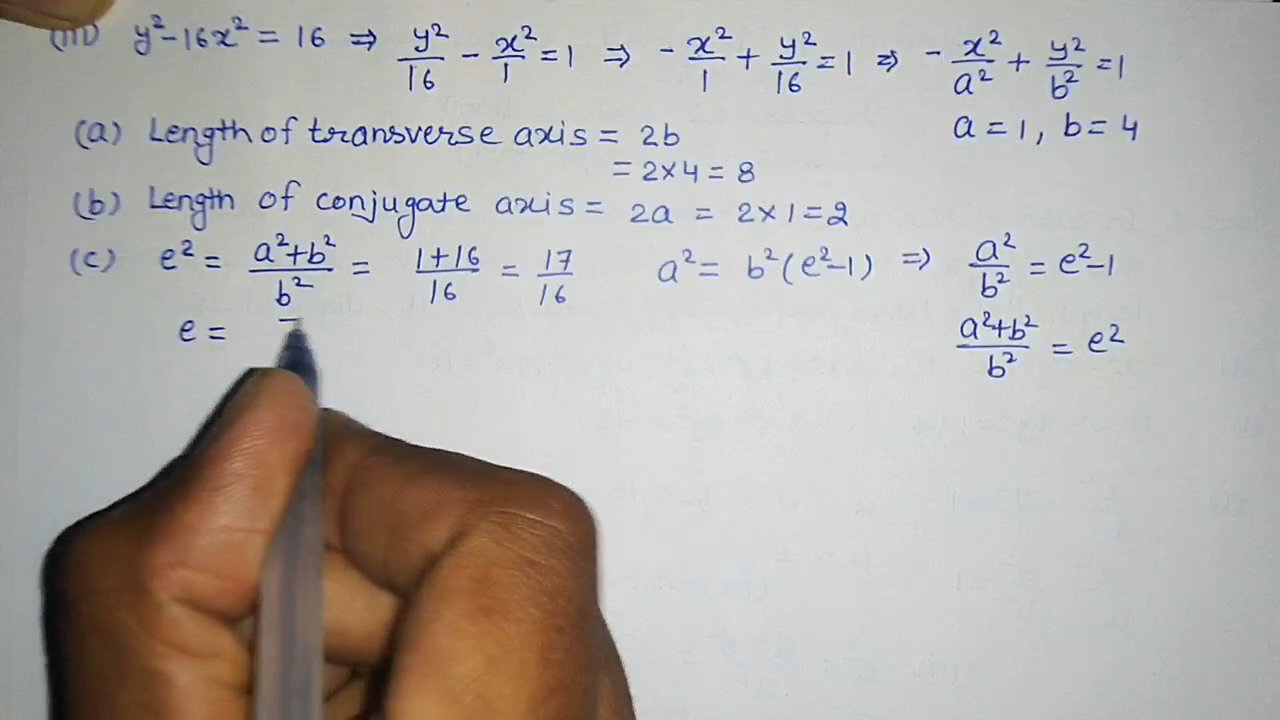 (iii) y²-16x² = 16 ⇒ y²/16 - x²/1 = 1 ⇒ - x²/1 + y²/16 = 1 ⇒ - x²/a² + y²/b² = 1
a = 1, b = 4
(a) Length of transverse axis = 2b
= 2×4 = 8
(b) Length of conjugate axis = 2a = 2×1 = 2
(c) e² = a²+b²/b² = 1+16/16 = 17/16 a² = b²(e²-1) ⇒ a²/b² = e²-1
e = a²+b²/b² = e²